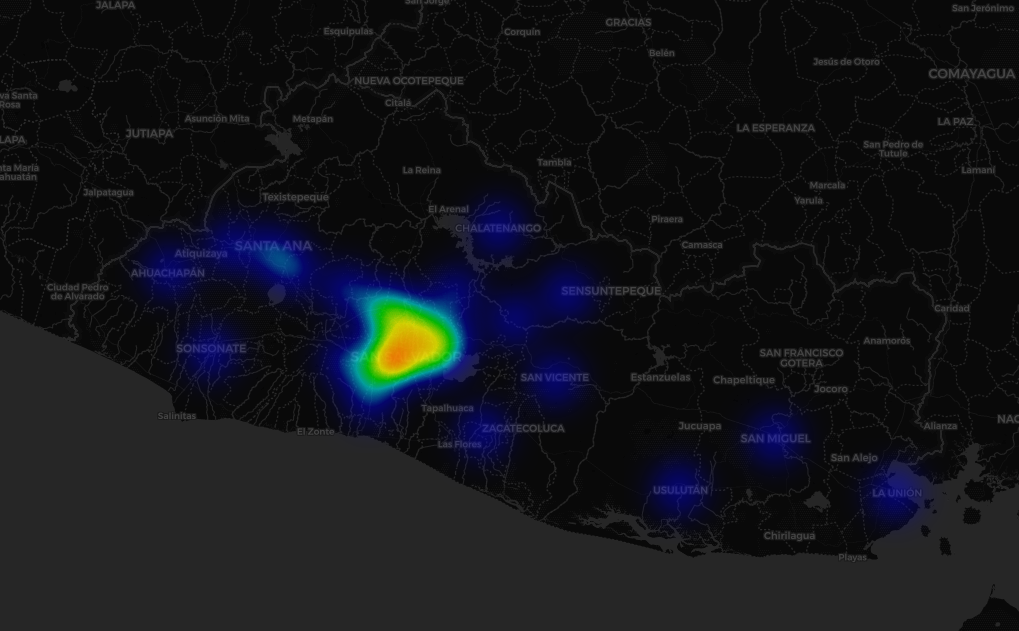 JALAPA
San Jorge
San Jerónimo
GRACIAS
Esquipulas
Corquín
Belén
Jesús de Otoro
COMAYAGUA
NUEVA OCOTEPEQUE
va Santa
Rosa
Citalá
Asunción Mita
Metapán
LA PAZ
JUTIAPA
LA ESPERANZA
LAPA
San Pedro de
Tutule
Tambla
La Reina
Lamaní
nta María
ahuatán
Marcala
Jalpatagua
Texistepeque
Yarula
El Arenal
Piraera
CHALATENANGO
SANTA ANA
Camasca
Atiquizaya
AHUACHAPÁN
Ciudad Pedro
de Alvarado
SENSUNTEPEQUE
Caridad
Anamorós
SONSONATE
SAN FRANCISCO
GOTERA
SAN SALVADOR
SAN VICENTE
Estanzuelas
Chapeltique
Jocoro
Tapalhuaca
Salinitas
ZACATECOLUCA
Jucuapa
Alianza
NAC
El Zonte
SAN MIGUEL
Las Flores
San Alejo
USULUTÁN
LA UNIÓN
Chirilagua
Playas